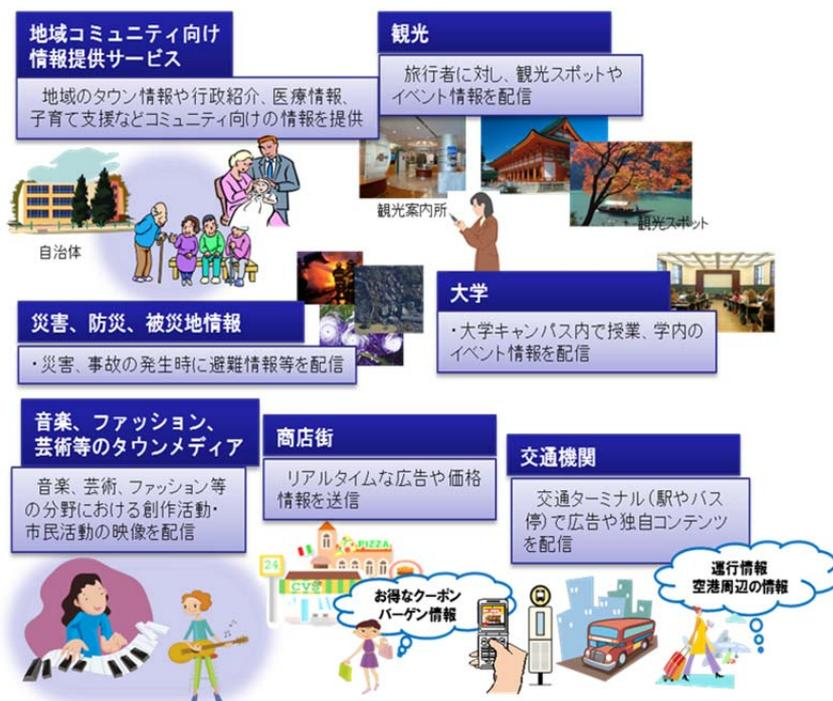 地域コミュニティ向け
情報提供サービス
地域のタウン情報や行政紹介、医療情報、
子育て支援などコミュニティ向けの情報を提供
観光
旅行者に対し、観光スポットや
イベント情報を配信
自治体
観光案内所
観光スポット
災害、防災、被災地情報
・災害、事故の発生時に避難情報等を配信
大学
・大学キャンパス内で授業、学内の
イベント情報を配信
音楽、ファッション、
芸術等のタウンメディア
音楽、芸術、ファッション等
の分野における創作活動・
市民活動の映像を配信
商店街
リアルタイムな広告や価格
情報を送信
交通機関
交通ターミナル（駅やバス
停）で広告や独自コンテンツ
を配信
PIZZA
24
CVS
お得なクーポン
バーゲン情報
運行情報
空港周辺の情報